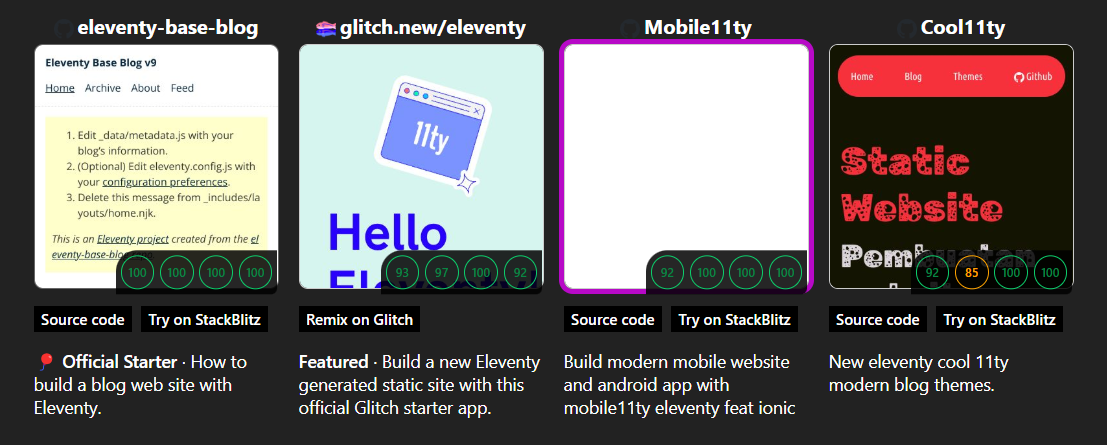 eleventy-base-blog
Eleventy Base Blog v9
Home Archive About Feed
1. Edit _data/metadata.js with your
blog's information.
2. (Optional) Edit eleventy.config.js with
your configuration preferences.
3. Delete this message from _includes/la
youts/home.njk.
This is an Eleventy project created from the el
eventy-base-blog
100 100 100 100
Source code Try on StackBlitz
Official Starter · How to
build a blog web site with
Eleventy.
glitch.new/eleventy
11ty
Hello
Eleventy
93 97 100 92
Remix on Glitch
Featured · Build a new Eleventy
generated static site with this
official Glitch starter app.
Mobile11ty
92 100 100 100
Source code Try on StackBlitz
Build modern mobile website
and android app with
mobile11ty eleventy feat ionic
Cool11ty
Home Blog Themes Github
Static
Website
Pembuatan
92 85 100 100
Source code Try on StackBlitz
New eleventy cool 11ty
modern blog themes.